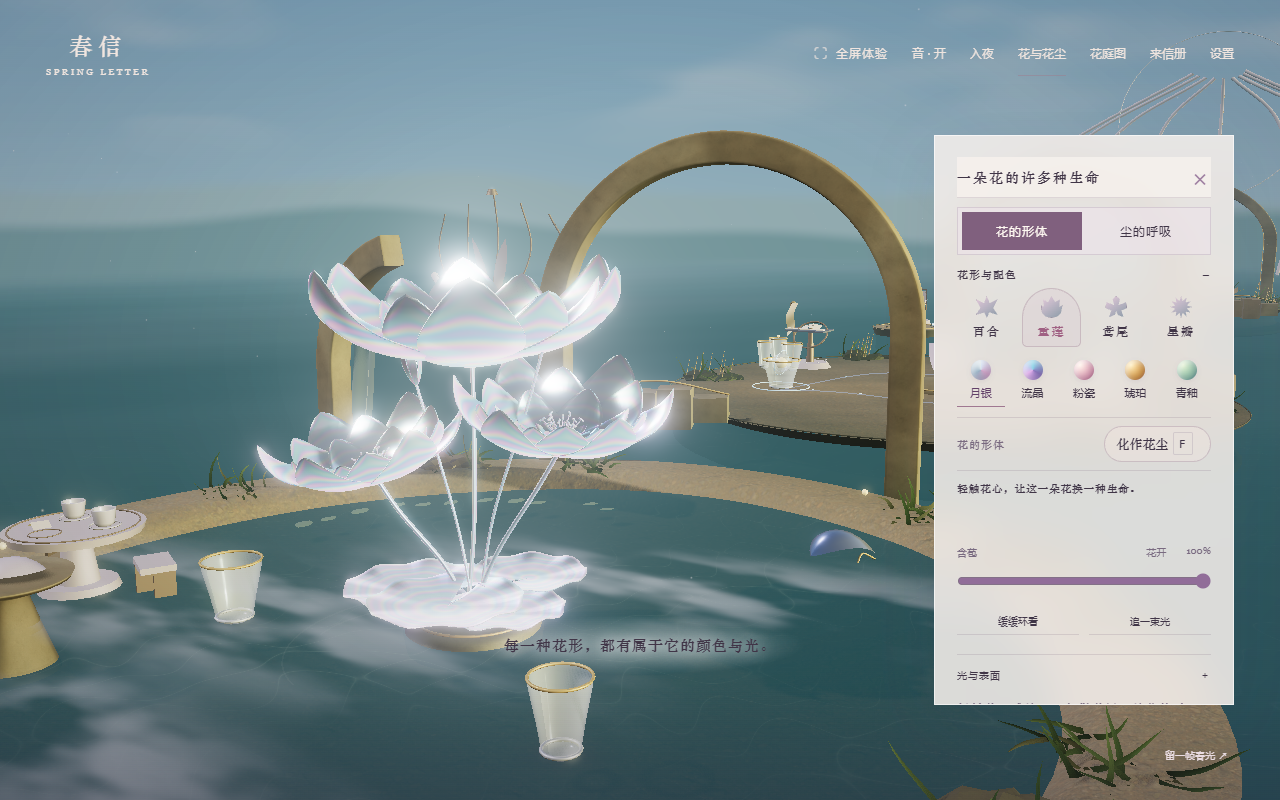 春信
SPRING LETTER
全屏体验
音·开
入夜
花与花尘
花庭图
来信册
设置
一朵花的许多种生命
花的形体
尘的呼吸
花形与配色
百合
重莲
鸢尾
星瓣
月银
流晶
粉瓷
琥珀
青釉
花的形体
化作花尘 F
轻触花心，让这一朵花换一种生命。
含苞
花开 100%
缓缓环看
追一束光
光与表面 +
每一种花形，都有属于它的颜色与光。
留一帧春光 ↗